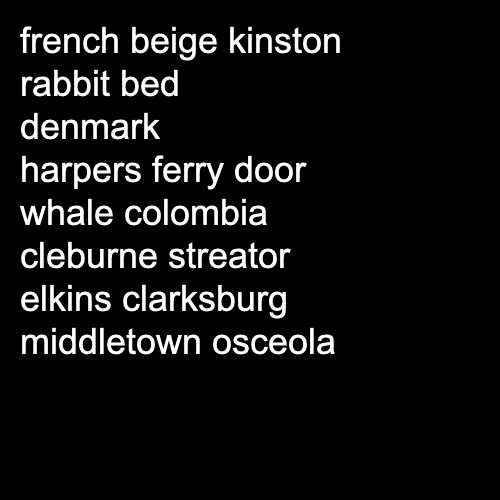 french beige kinston
rabbit bed
denmark
harpers ferry door
whale colombia
cleburne streator
elkins clarksburg
middletown osceola